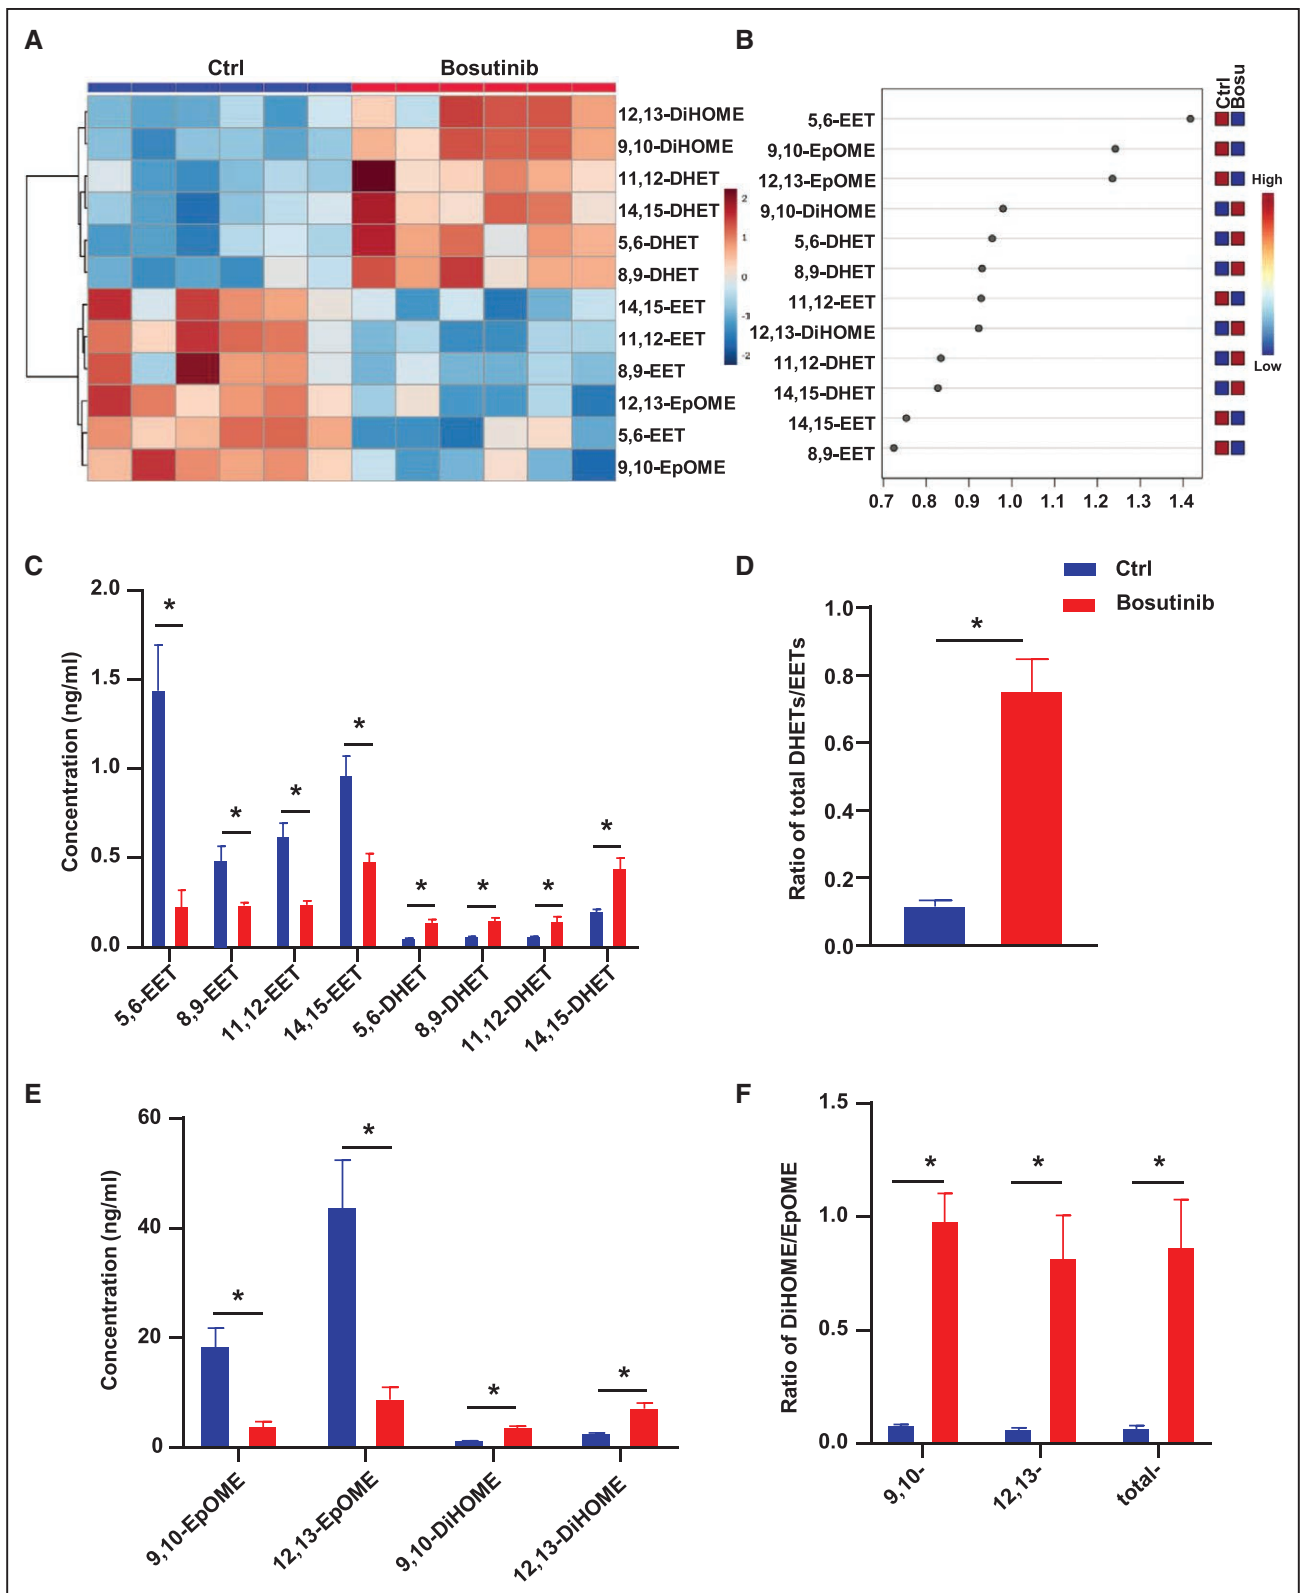 A
Ctrl
Bosutinib
12,13-DiHOME
9,10-DiHOME
11,12-DHET
14,15-DHET
5,6-DHET
8,9-DHET
14,15-EET
11,12-EET
8,9-EET
12,13-EpOME
5,6-EET
9,10-EpOME
2
1
0
-1
-2
B
Ctrl
Bosu
5,6-EET
9,10-EpOME
12,13-EpOME
9,10-DiHOME
5,6-DHET
8,9-DHET
11,12-EET
12,13-DiHOME
11,12-DHET
14,15-DHET
14,15-EET
8,9-EET
0.7 0.8 0.9 1.0 1.1 1.2 1.3 1.4
High
Low
C
Concentration (ng/ml)
2.0
1.5
1.0
0.5
0.0
* * * * * * * *
5,6-EET
8,9-EET
11,12-EET
14,15-EET
5,6-DHET
8,9-DHET
11,12-DHET
14,15-DHET
D
Ctrl
Bosutinib
Ratio of total DHETs/EETs
1.0
0.8
0.6
0.4
0.2
0.0
*
E
Concentration (ng/ml)
60
40
20
0
* * * *
9,10-EpOME
12,13-EpOME
9,10-DiHOME
12,13-DiHOME
F
Ratio of DiHOME/EpOME
1.5
1.0
0.5
0.0
* * *
9,10-
12,13-
total-